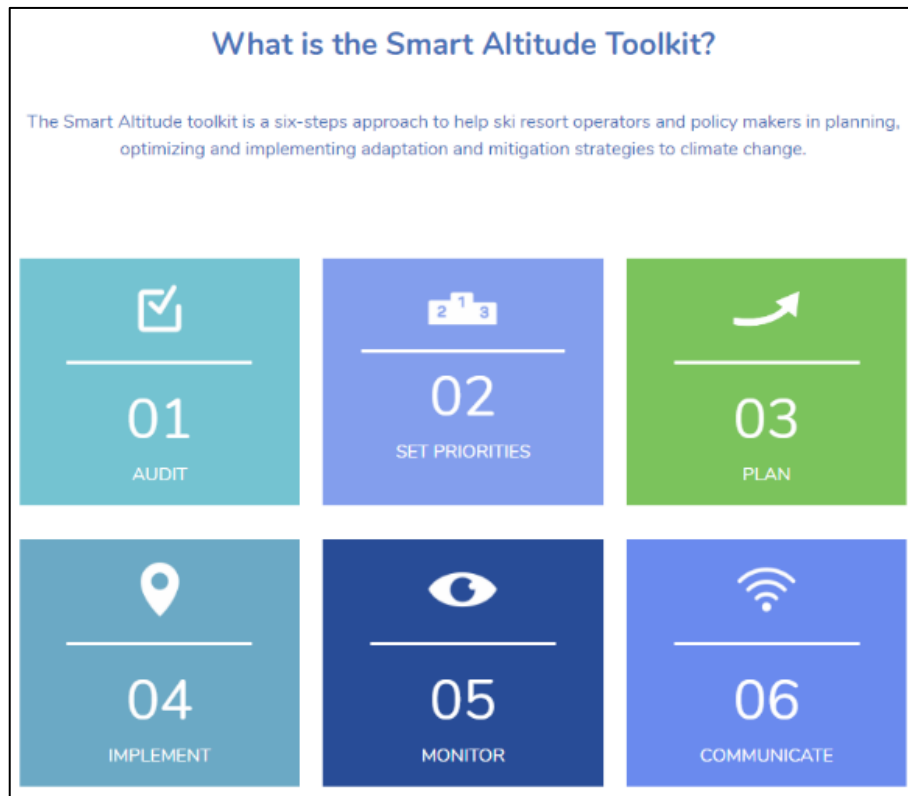 What is the Smart Altitude Toolkit?
The Smart Altitude toolkit is a six-steps approach to help ski resort operators and policy makers in planning,
optimizing and implementing adaptation and mitigation strategies to climate change.
2 1 3
01
AUDIT
02
SET PRIORITIES
03
PLAN
04
IMPLEMENT
05
MONITOR
06
COMMUNICATE